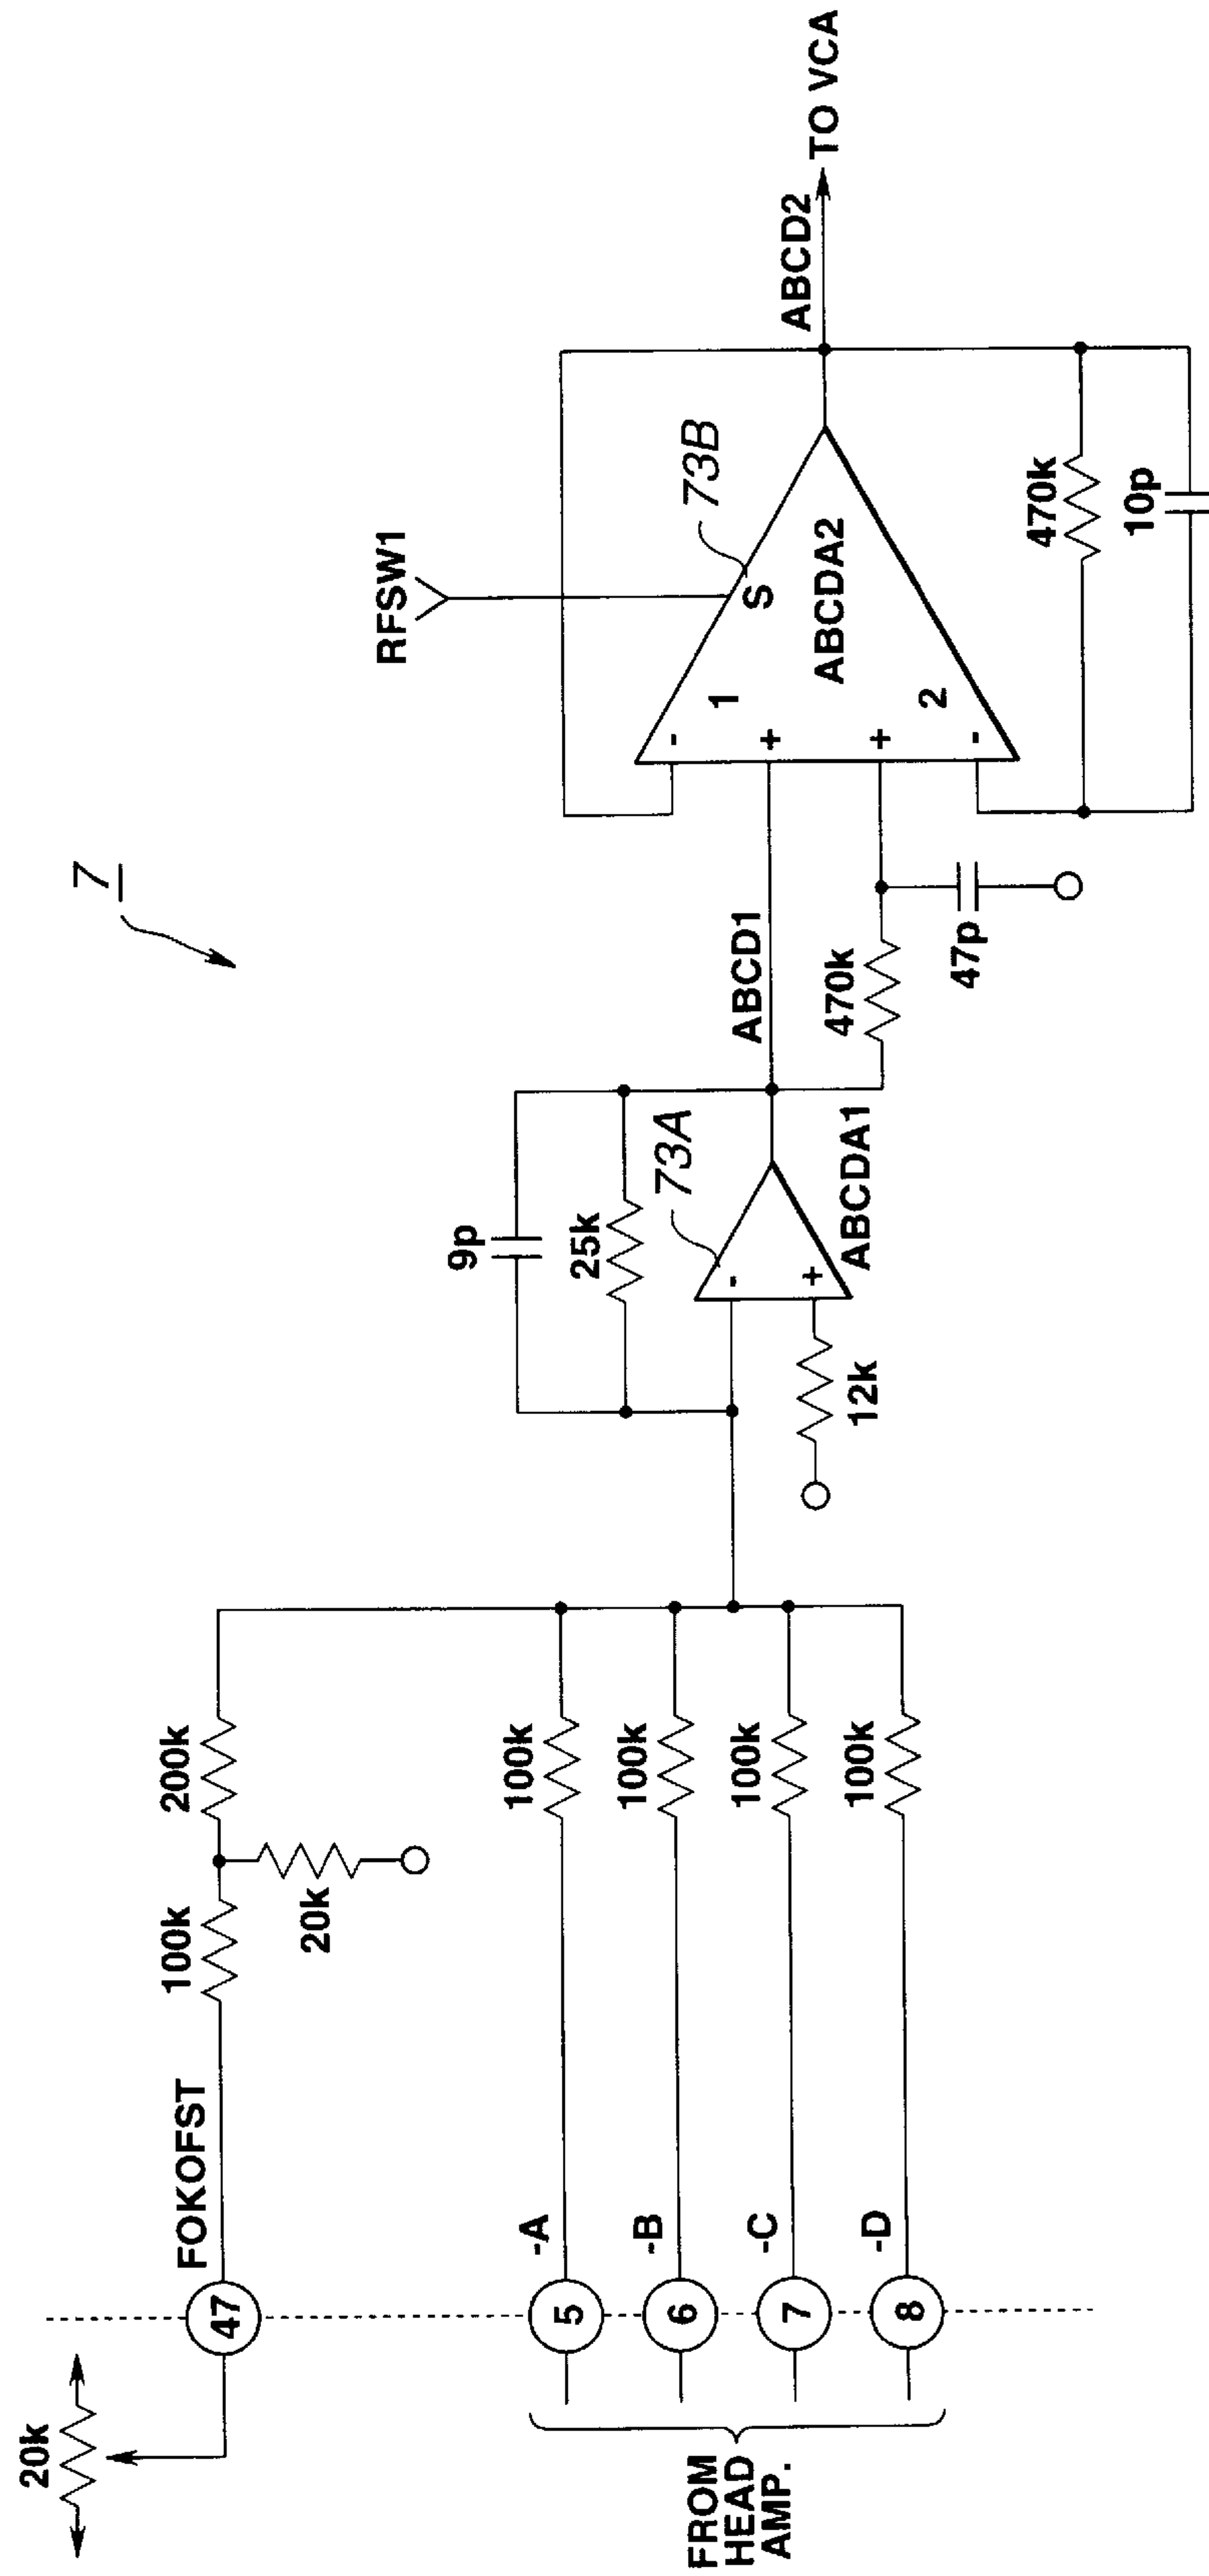 7
20k
47
FOKOFST
100k
200k
20k
FROM
HEAD
AMP.
5
-A
100k
6
-B
100k
7
-C
100k
8
-D
100k
9p
25k
73A
-
+
ABCDA1
12k
ABCD1
470k
47p
RFSW1
73B
S
-
1
+
ABCDA2
+
2
-
470k
10p
ABCD2
TO VCA